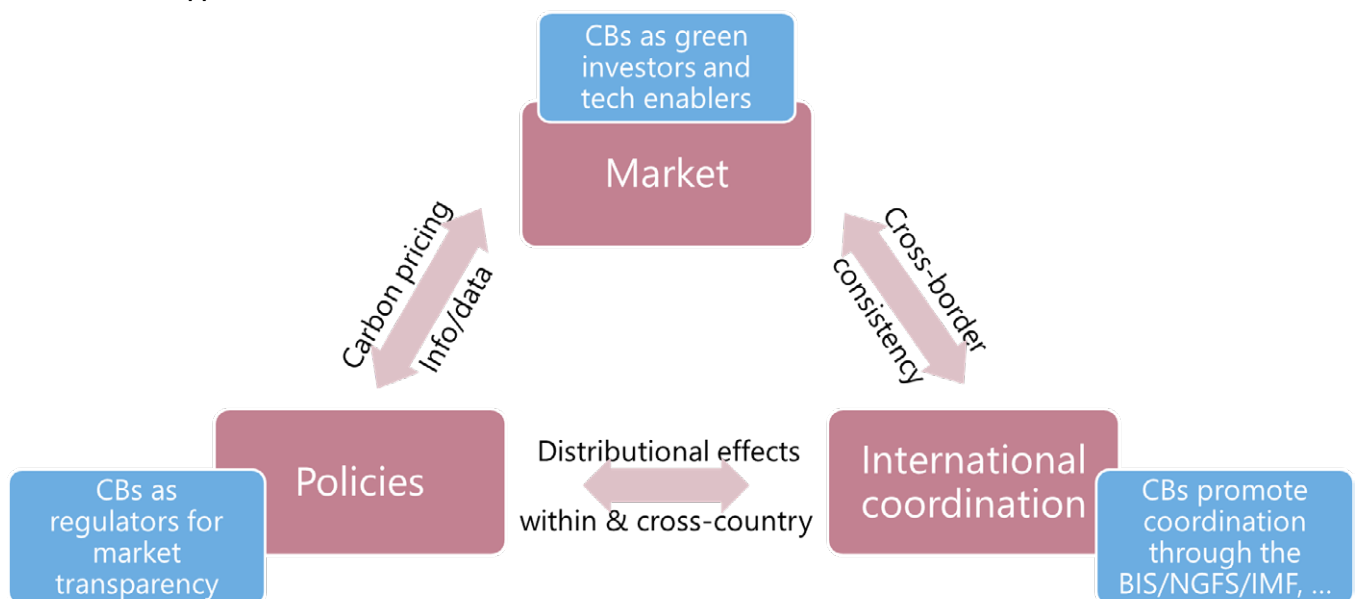 CBs as green
investors and
tech enablers
Market
Carbon pricing
Info/data
Cross-border
consistency
Policies
CBs as
regulators for
market
transparency
Distributional effects
within & cross-country
International
coordination
CBs promote
coordination
through the
BIS/NGFS/IMF, ...